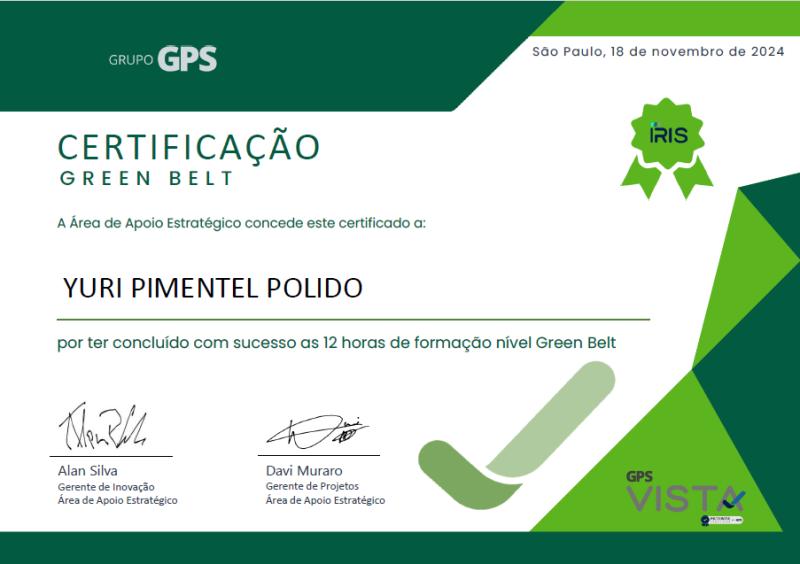 GRUPO GPS
São Paulo, 18 de novembro de 2024
IRIS
CERTIFICAÇÃO
GREEN BELT
A Área de Apoio Estratégico concede este certificado a:
YURI PIMENTEL POLIDO
por ter concluído com sucesso as 12 horas de formação nível Green Belt
Alan Silva
Gerente de Inovação
Área de Apoio Estratégico
Davi Muraro
Gerente de Projetos
Área de Apoio Estratégico
GPS
VISTA